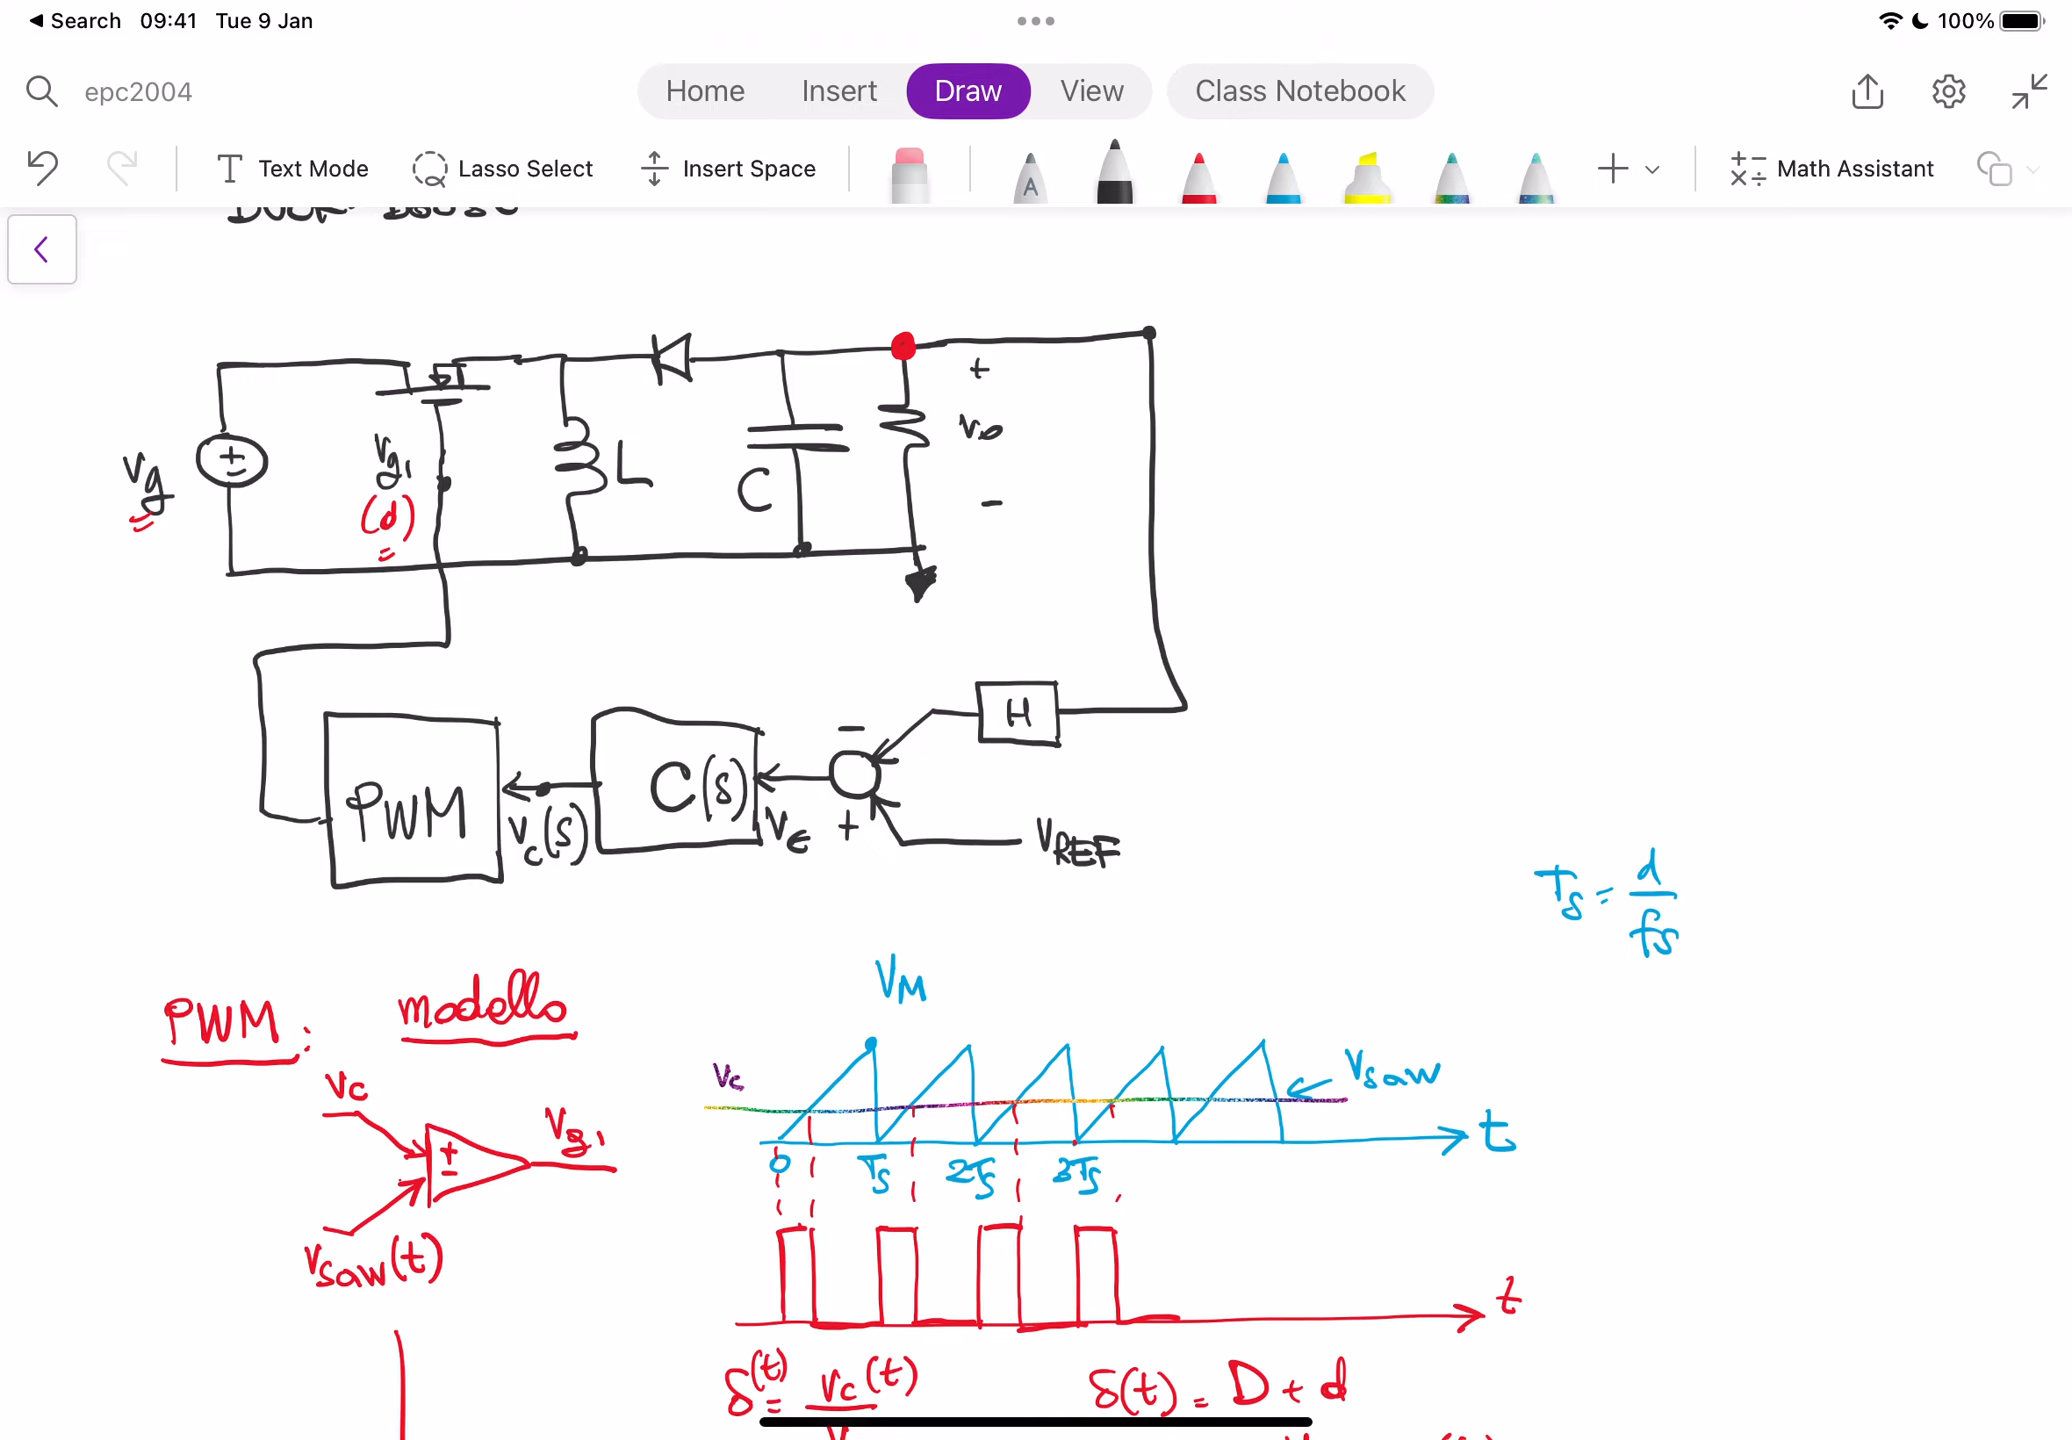 Search 09:41 Tue 9 Jan 100%
epc2004 Home Insert Draw View Class Notebook
Text Mode Lasso Select Insert Space A Math Assistant
+
Vg
+
−
Vg1
(d)
L
C
Vo
−
H
−
PWM
Vc(s)
C(s)
Vε
+
VREF
Ts = d
fs
PWM: modello
VM
Vc
Vsaw
t
Vc
+
−
Vg1
Vsaw(t)
0 Ts 2Ts 3Ts
t
δ(t) = Vc(t)
δ(t) = D + d